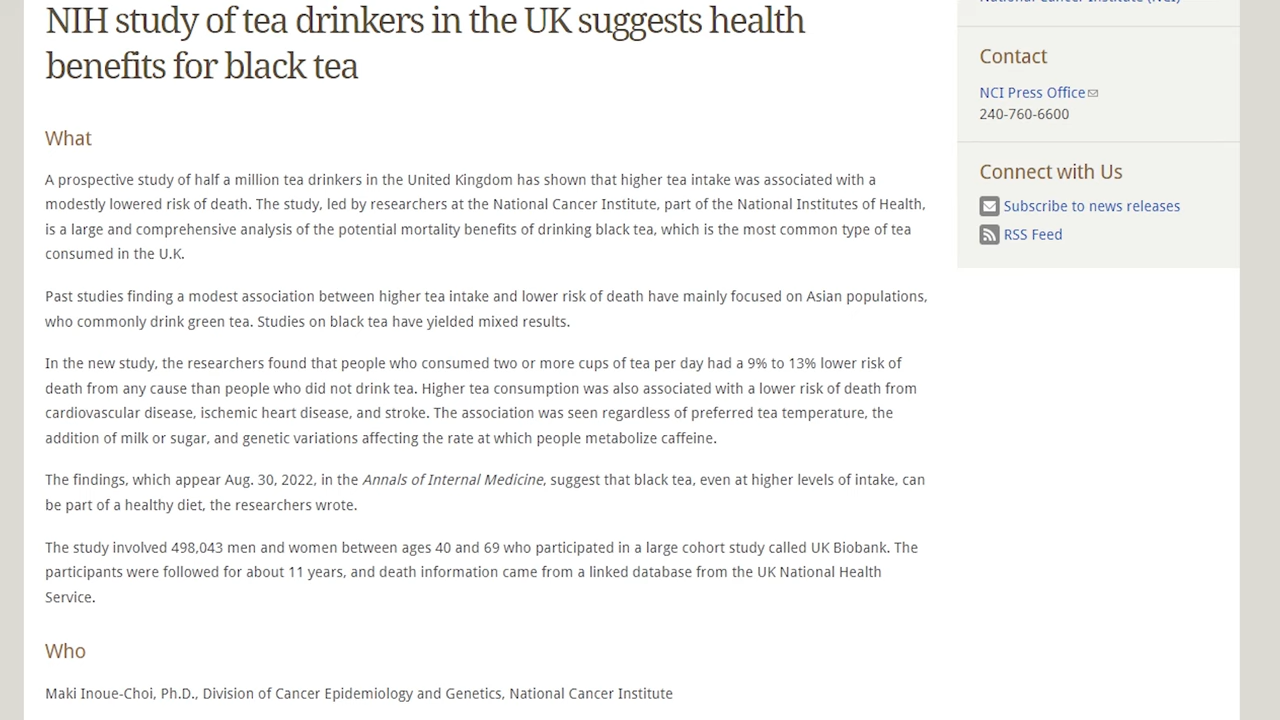 NIH study of tea drinkers in the UK suggests health
benefits for black tea
What
A prospective study of half a million tea drinkers in the United Kingdom has shown that higher tea intake was associated with a
modestly lowered risk of death. The study, led by researchers at the National Cancer Institute, part of the National Institutes of Health,
is a large and comprehensive analysis of the potential mortality benefits of drinking black tea, which is the most common type of tea
consumed in the U.K.
Past studies finding a modest association between higher tea intake and lower risk of death have mainly focused on Asian populations,
who commonly drink green tea. Studies on black tea have yielded mixed results.
In the new study, the researchers found that people who consumed two or more cups of tea per day had a 9% to 13% lower risk of
death from any cause than people who did not drink tea. Higher tea consumption was also associated with a lower risk of death from
cardiovascular disease, ischemic heart disease, and stroke. The association was seen regardless of preferred tea temperature, the
addition of milk or sugar, and genetic variations affecting the rate at which people metabolize caffeine.
The findings, which appear Aug. 30, 2022, in the Annals of Internal Medicine, suggest that black tea, even at higher levels of intake, can
be part of a healthy diet, the researchers wrote.
The study involved 498,043 men and women between ages 40 and 69 who participated in a large cohort study called UK Biobank. The
participants were followed for about 11 years, and death information came from a linked database from the UK National Health
Service.
Who
Maki Inoue-Choi, Ph.D., Division of Cancer Epidemiology and Genetics, National Cancer Institute
National Cancer Institute (NCI)
Contact
NCI Press Office
240-760-6600
Connect with Us
Subscribe to news releases
RSS Feed